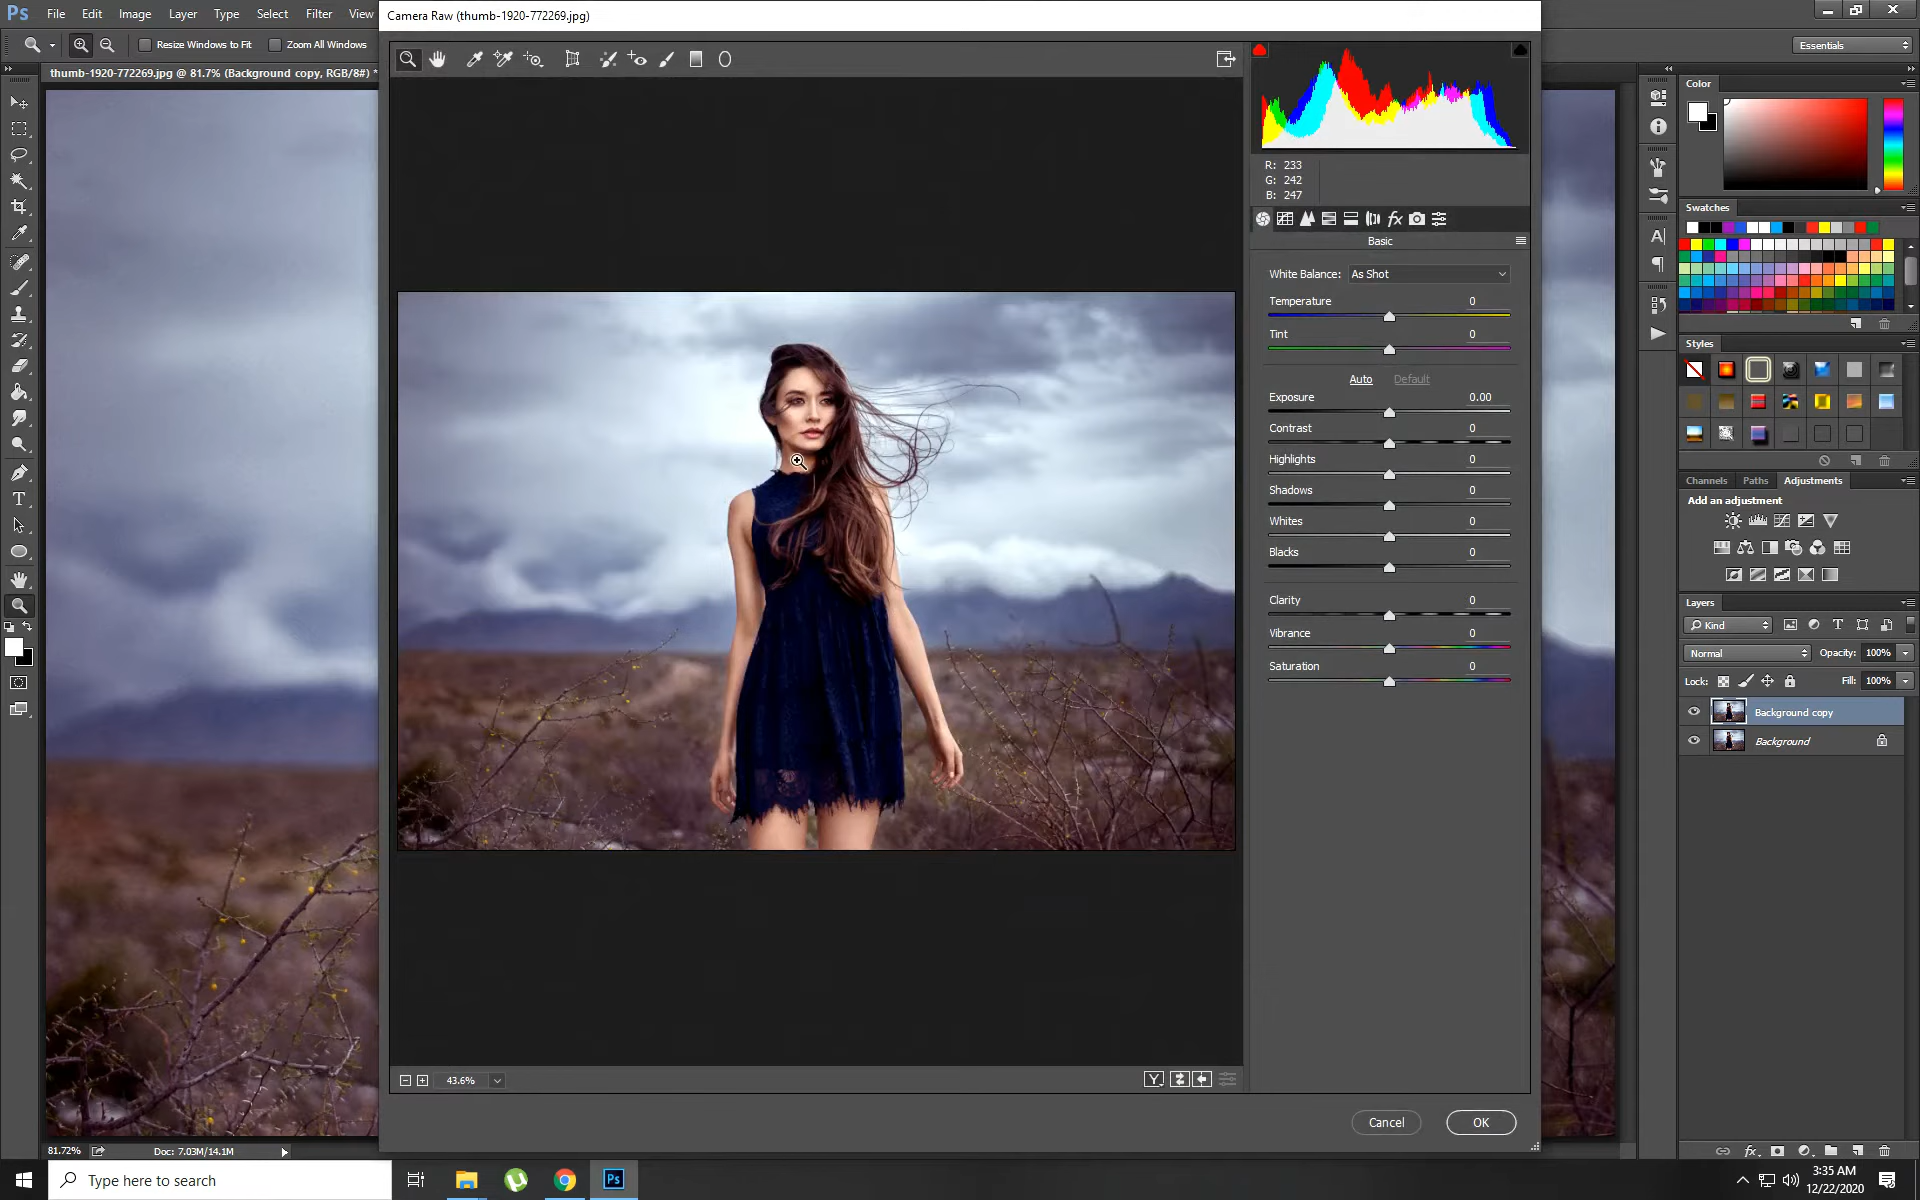 Ps File Edit Image Layer Type Select Filter View
Camera Raw (thumb-1920-772269.jpg)
Resize Windows to Fit Zoom All Windows
Essentials
thumb-1920-772269.jpg @ 81.7% (Background copy, RGB/8#) *
R: 233
G: 242
B: 247
Basic
White Balance: As Shot
Temperature 0
Tint 0
Auto Default
Exposure 0.00
Contrast 0
Highlights 0
Shadows 0
Whites 0
Blacks 0
Clarity 0
Vibrance 0
Saturation 0
Color
Swatches
Styles
Channels Paths Adjustments
Add an adjustment
Layers
Kind
Normal Opacity: 100%
Lock: Fill: 100%
Background copy
Background
43.6%
Y
Cancel OK
81.72% Doc: 7.03M/14.1M
Type here to search
Ps
3:35 AM
12/22/2020